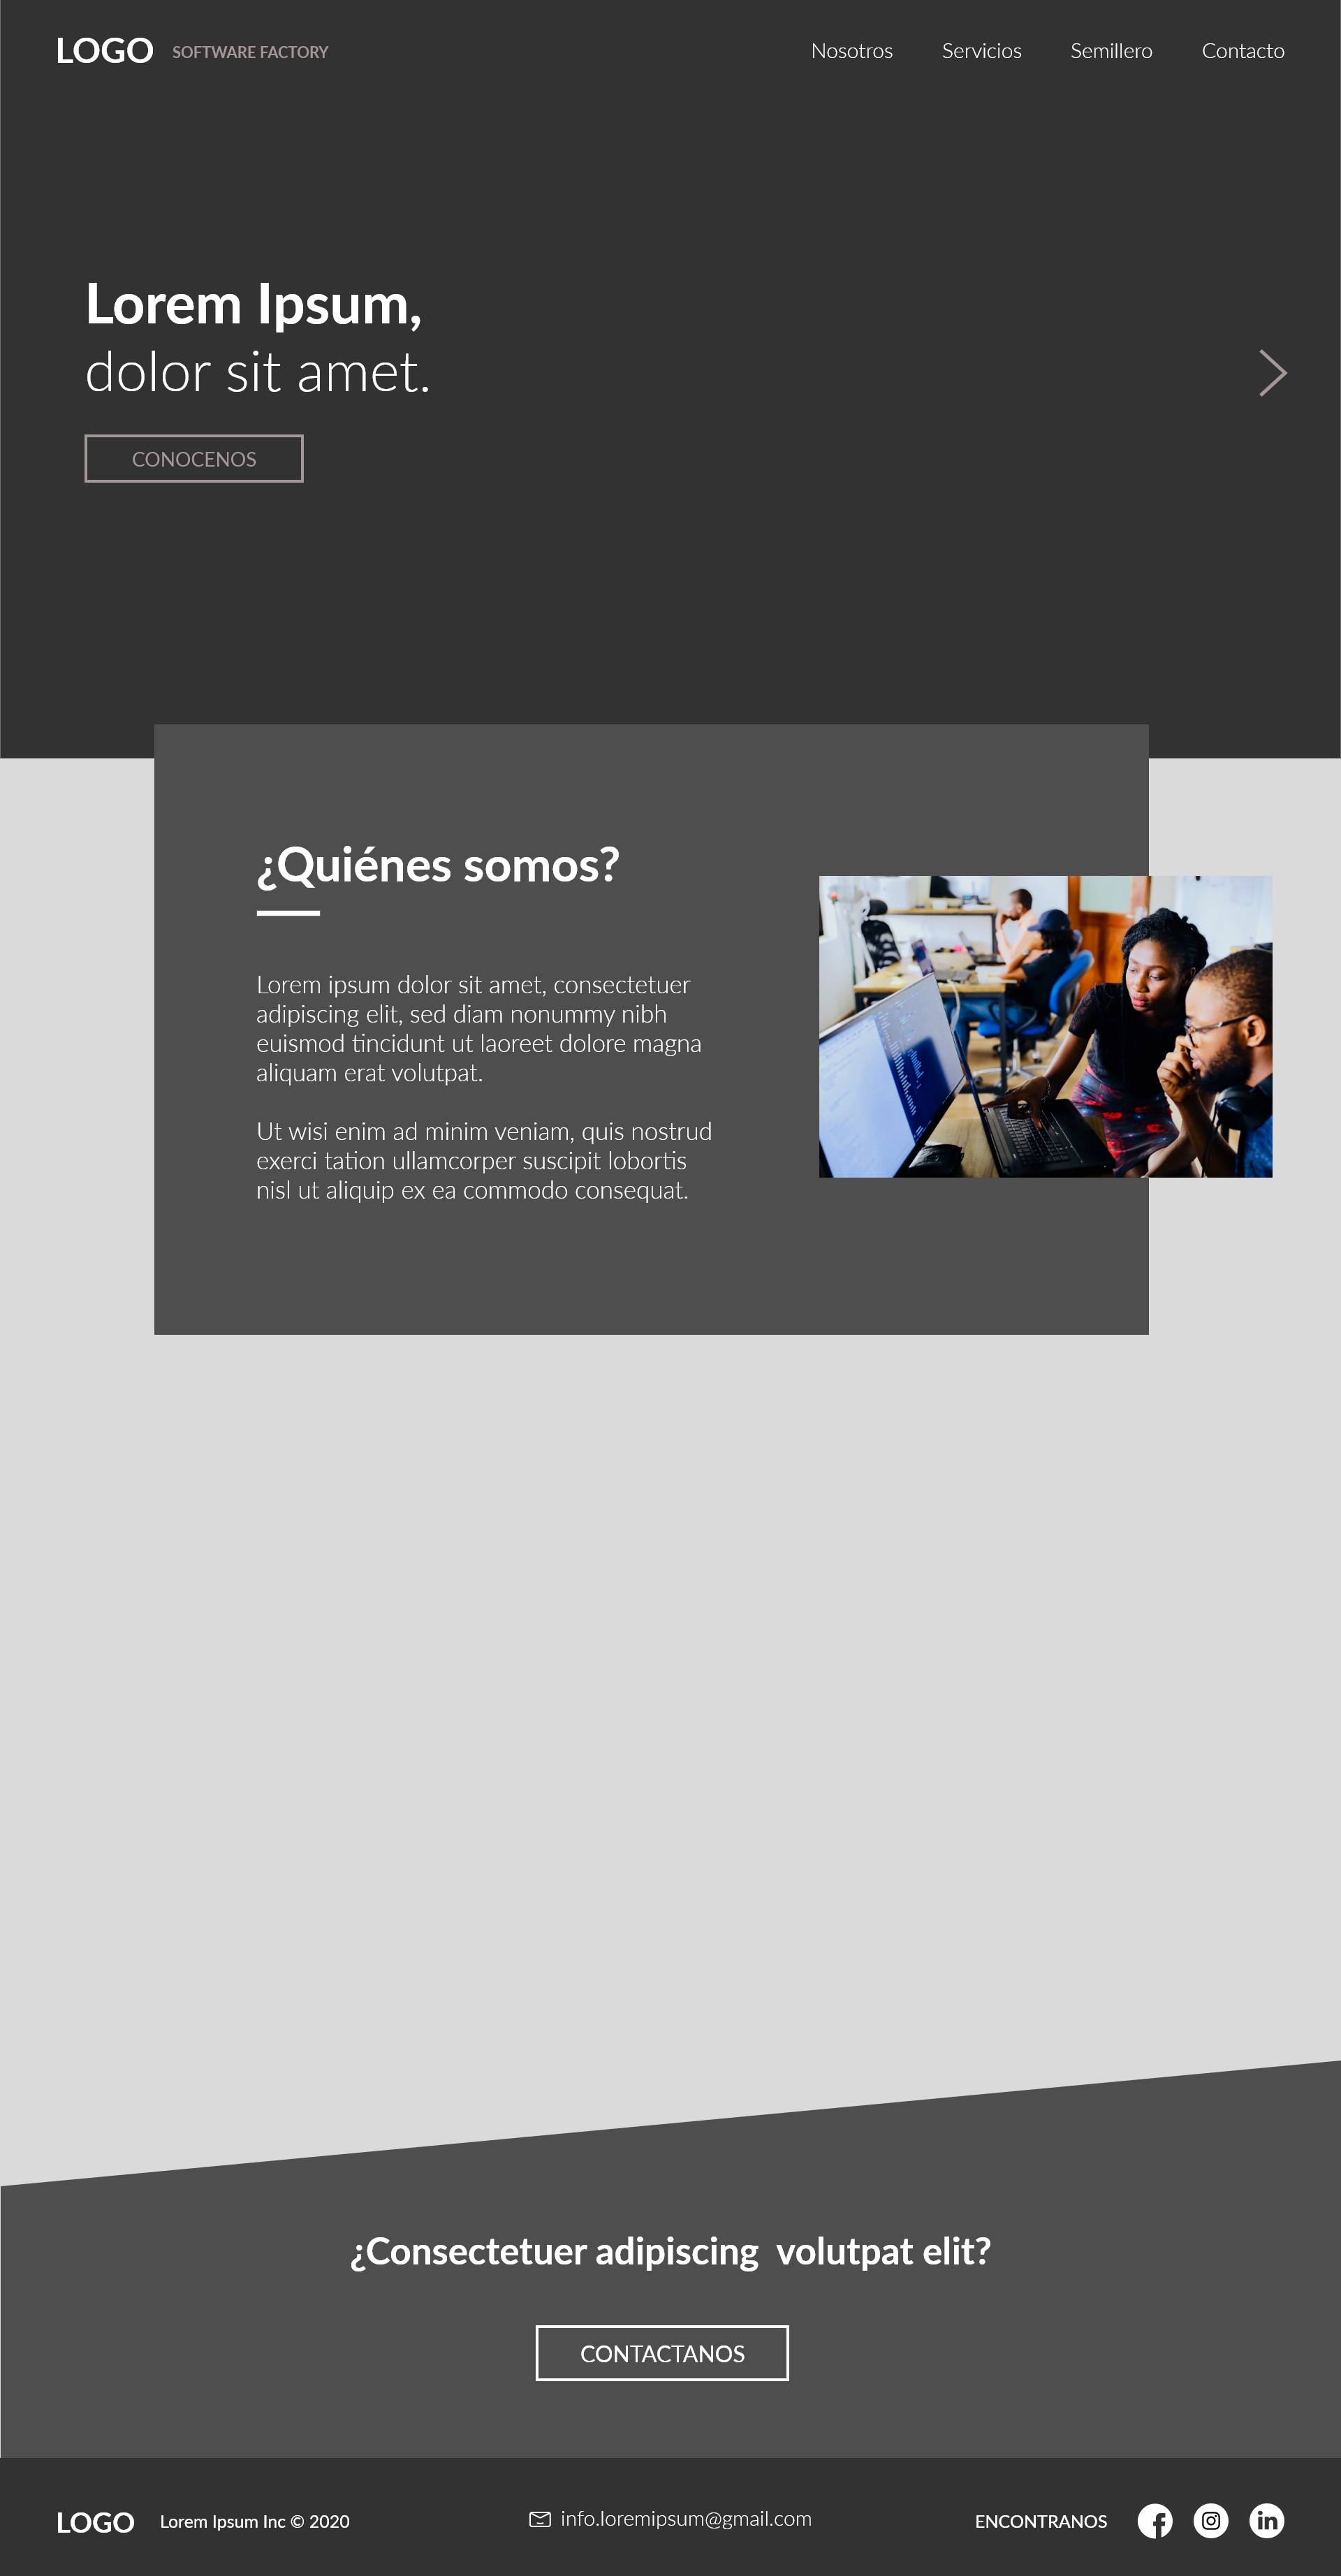 LOGO SOFTWARE FACTORY Nosotros Servicios Semillero Contacto
Lorem Ipsum,
dolor sit amet.
CONOCENOS
¿Quiénes somos?
Lorem ipsum dolor sit amet, consectetuer
adipiscing elit, sed diam nonummy nibh
euismod tincidunt ut laoreet dolore magna
aliquam erat volutpat.
Ut wisi enim ad minim veniam, quis nostrud
exerci tation ullamcorper suscipit lobortis
nisl ut aliquip ex ea commodo consequat.
¿Consectetuer adipiscing  volutpat elit?
CONTACTANOS
LOGO Lorem Ipsum Inc © 2020 info.loremipsum@gmail.com ENCONTRANOS